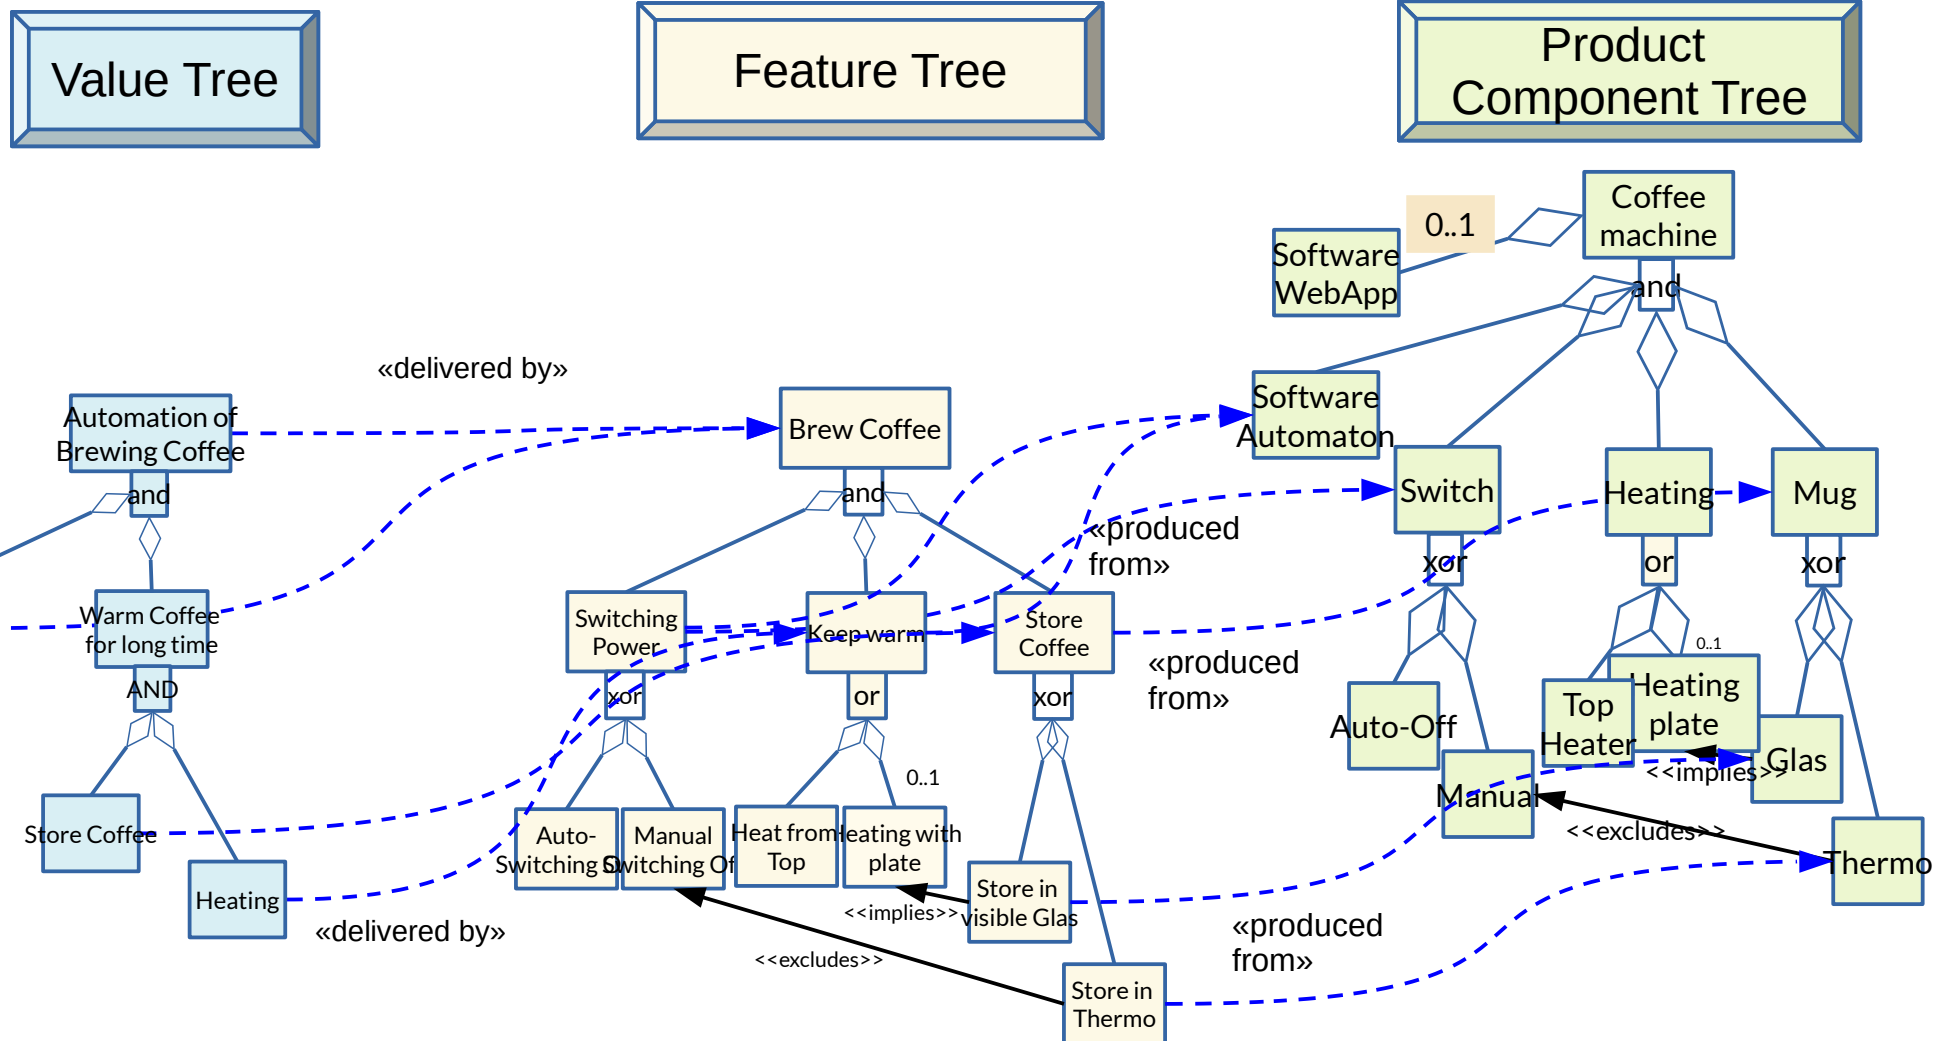 Value Tree
Feature Tree
Product
Component Tree
Coffee
machine
0..1
Software
WebApp
and
«delivered by»
Automation of
Brewing Coffee
and
Brew Coffee
and
Software
Automaton
Switch
Heating
Mug
«produced
from»
xor
or
xor
Warm Coffee
for long time
AND
Switching
Power
Keep warm
Store
Coffee
xor
or
xor
«produced
from»
0..1
Auto-Off
Top
Heater
Heating
plate
Glas
<<implies>>
Manual
<<excludes>>
Thermo
0..1
Store Coffee
Heating
«delivered by»
Auto-
Switching
Manual
Switching Of
Heat from
Top
eating with
plate
<<implies>>
Store in
visible Glas
<<excludes>>
«produced
from»
Store in
Thermo